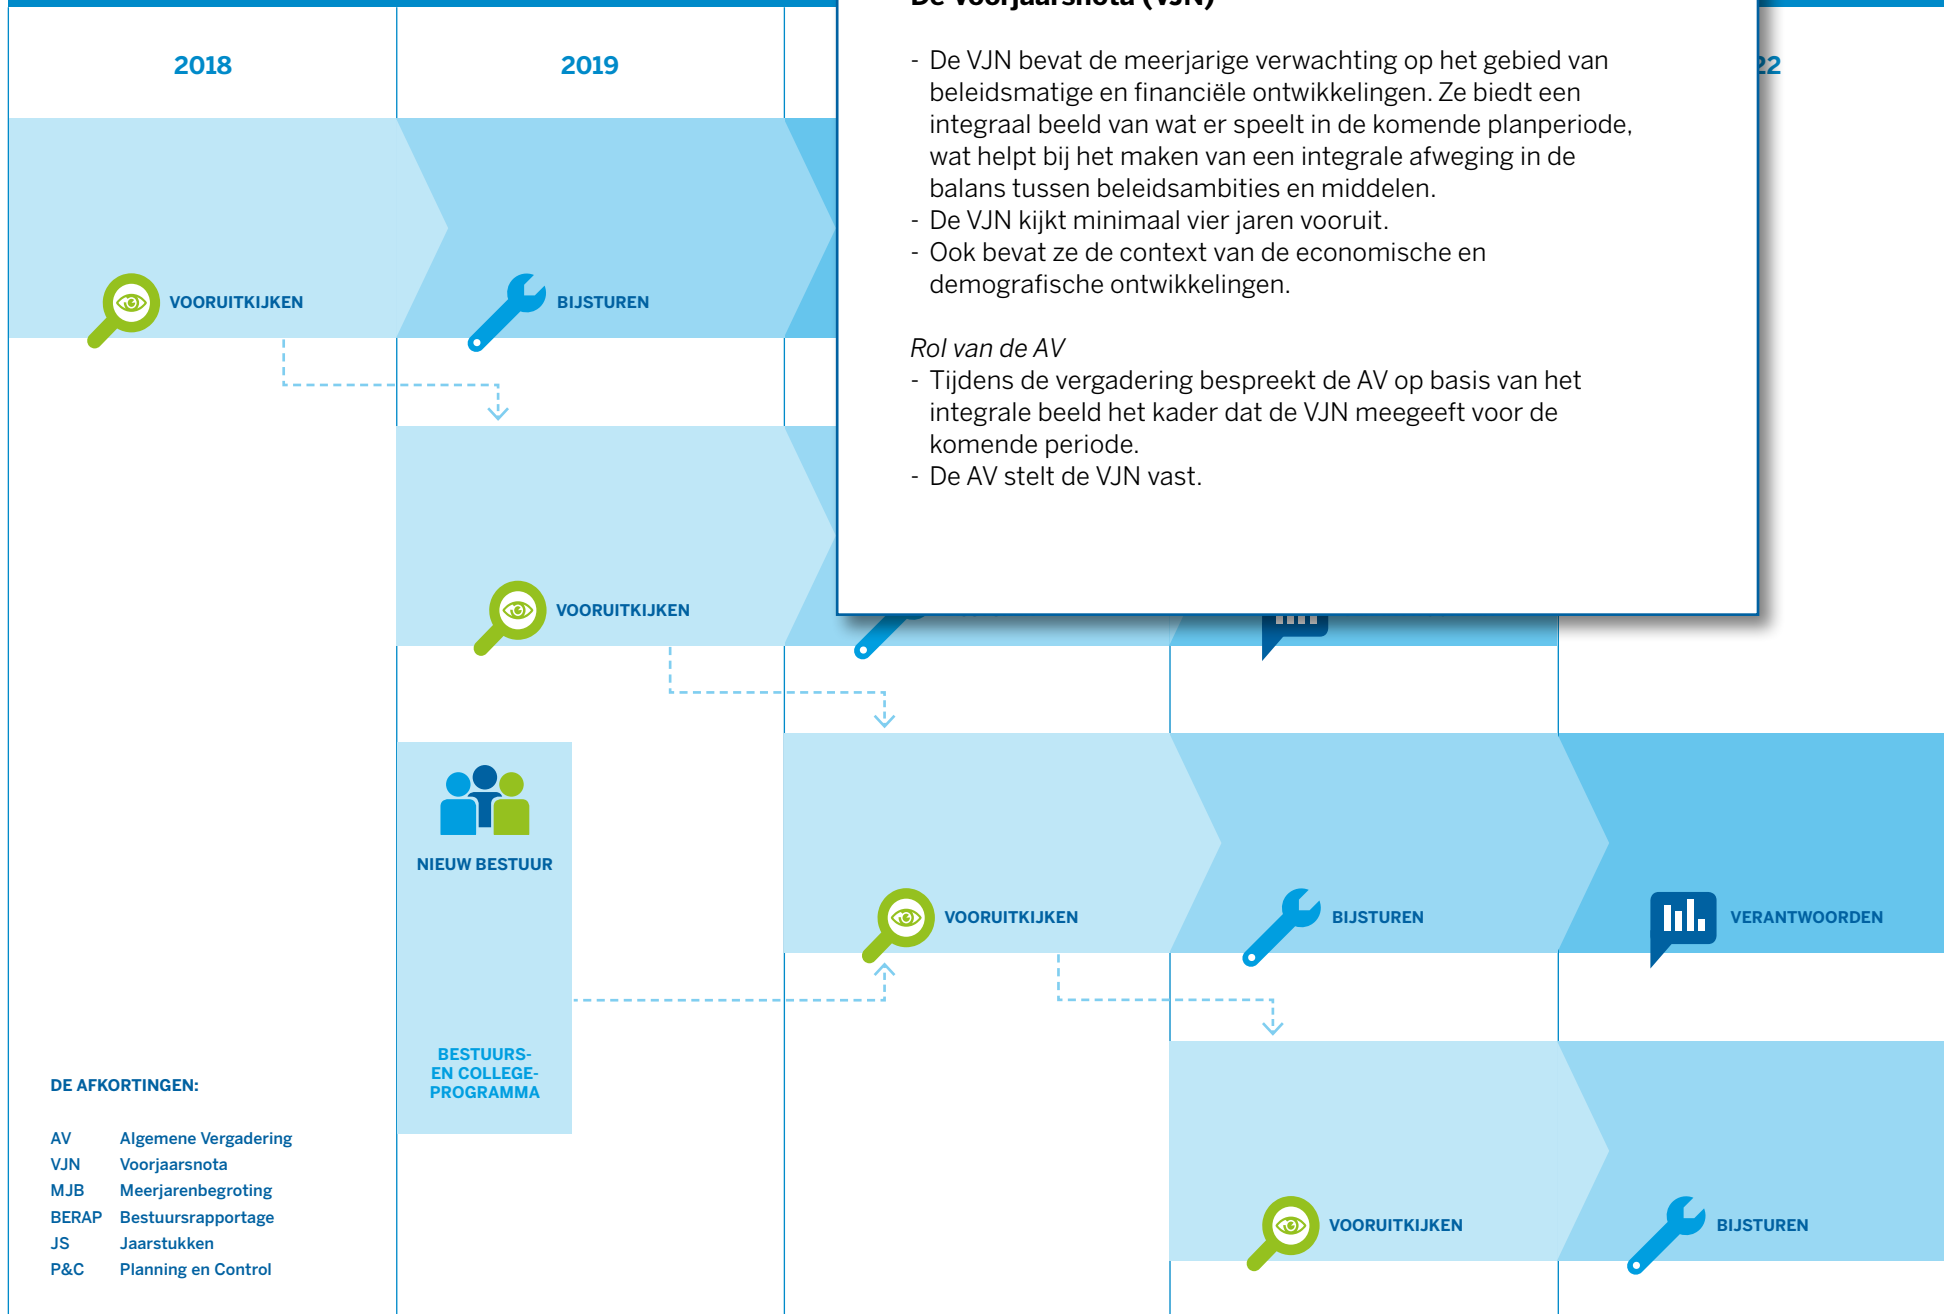 De Voorjaarsnota (VJN)
2018
2019
22
- De VJN bevat de meerjarige verwachting op het gebied van
beleidsmatige en financiële ontwikkelingen. Ze biedt een
integraal beeld van wat er speelt in de komende planperiode,
wat helpt bij het maken van een integrale afweging in de
balans tussen beleidsambities en middelen.
- De VJN kijkt minimaal vier jaren vooruit.
- Ook bevat ze de context van de economische en
demografische ontwikkelingen.
Rol van de AV
- Tijdens de vergadering bespreekt de AV op basis van het
integrale beeld het kader dat de VJN meegeeft voor de
komende periode.
- De AV stelt de VJN vast.
VOORUITKIJKEN
BIJSTUREN
VOORUITKIJKEN
NIEUW BESTUUR
BESTUURS-
EN COLLEGE-
PROGRAMMA
VOORUITKIJKEN
BIJSTUREN
VERANTWOORDEN
VOORUITKIJKEN
BIJSTUREN
DE AFKORTINGEN:
AV Algemene Vergadering
VJN Voorjaarsnota
MJB Meerjarenbegroting
BERAP Bestuursrapportage
JS Jaarstukken
P&C Planning en Control